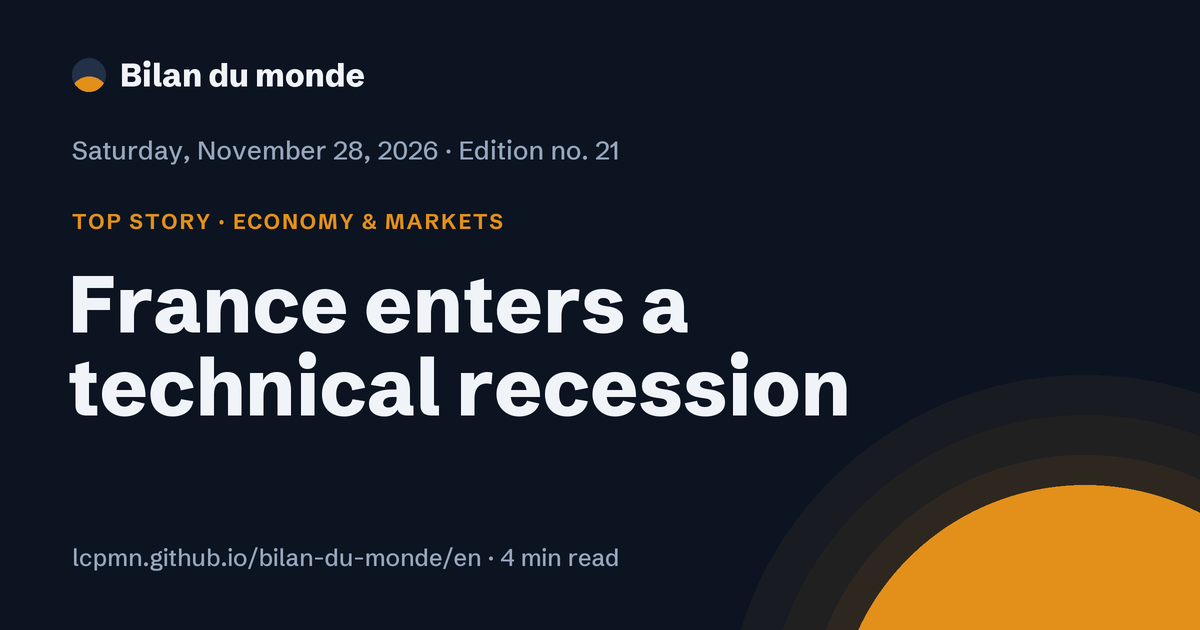 Bilan du monde
Saturday, November 28, 2026 · Edition no. 21
TOP STORY · ECONOMY & MARKETS
France enters a
technical recession
lcpmn.github.io/bilan-du-monde/en · 4 min read